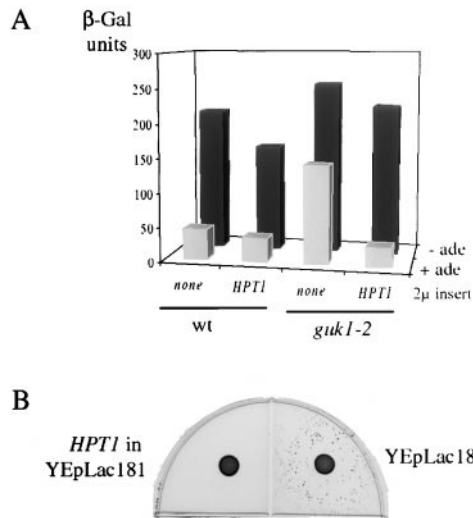 A
β-Gal
units
300
250
200
150
100
50
0
- ade
+ ade
none HPT1 none HPT1 2µ insert
wt guk1-2
B
HPT1 in
YEpLac181
YEpLac18